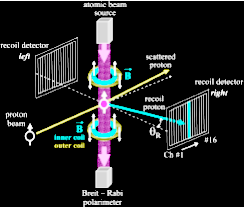 atomic beam
source
recoil detector
left
scattered
proton
B
recoil detector
right
recoil
proton
proton
beam
B
inner coil
outer coil
θR
Ch #1
#16
Breit - Rabi
polarimeter